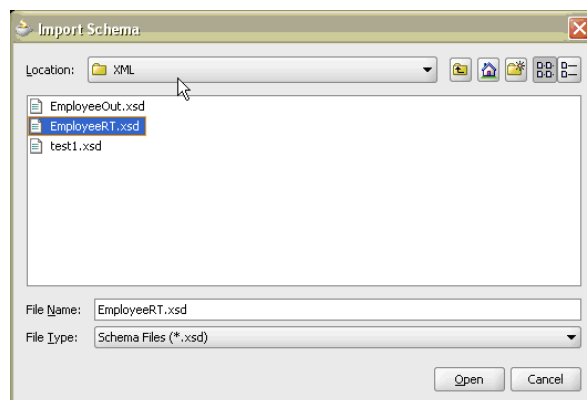 Import Schema
Location: XML
EmployeeOut.xsd
EmployeeRT.xsd
test1.xsd
File Name: EmployeeRT.xsd
File Type: Schema Files (*.xsd)
Open Cancel